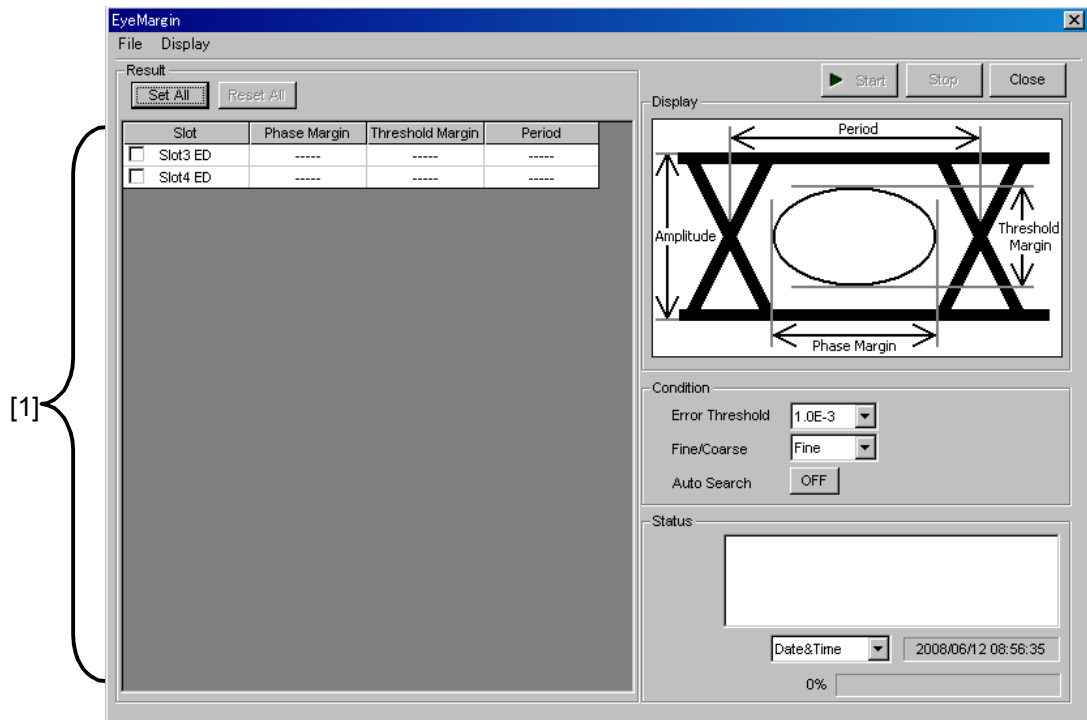 EyeMargin
File Display
Result
Set All Reset All
Start Stop Close
Slot Phase Margin Threshold Margin Period
Slot3 ED ----- ----- -----
Slot4 ED ----- ----- -----
[1]
Display
Period
Amplitude
Threshold
Margin
Phase Margin
Condition
Error Threshold 1.0E-3
Fine/Coarse Fine
Auto Search OFF
Status
Date&Time 2008/06/12 08:56:35
0%